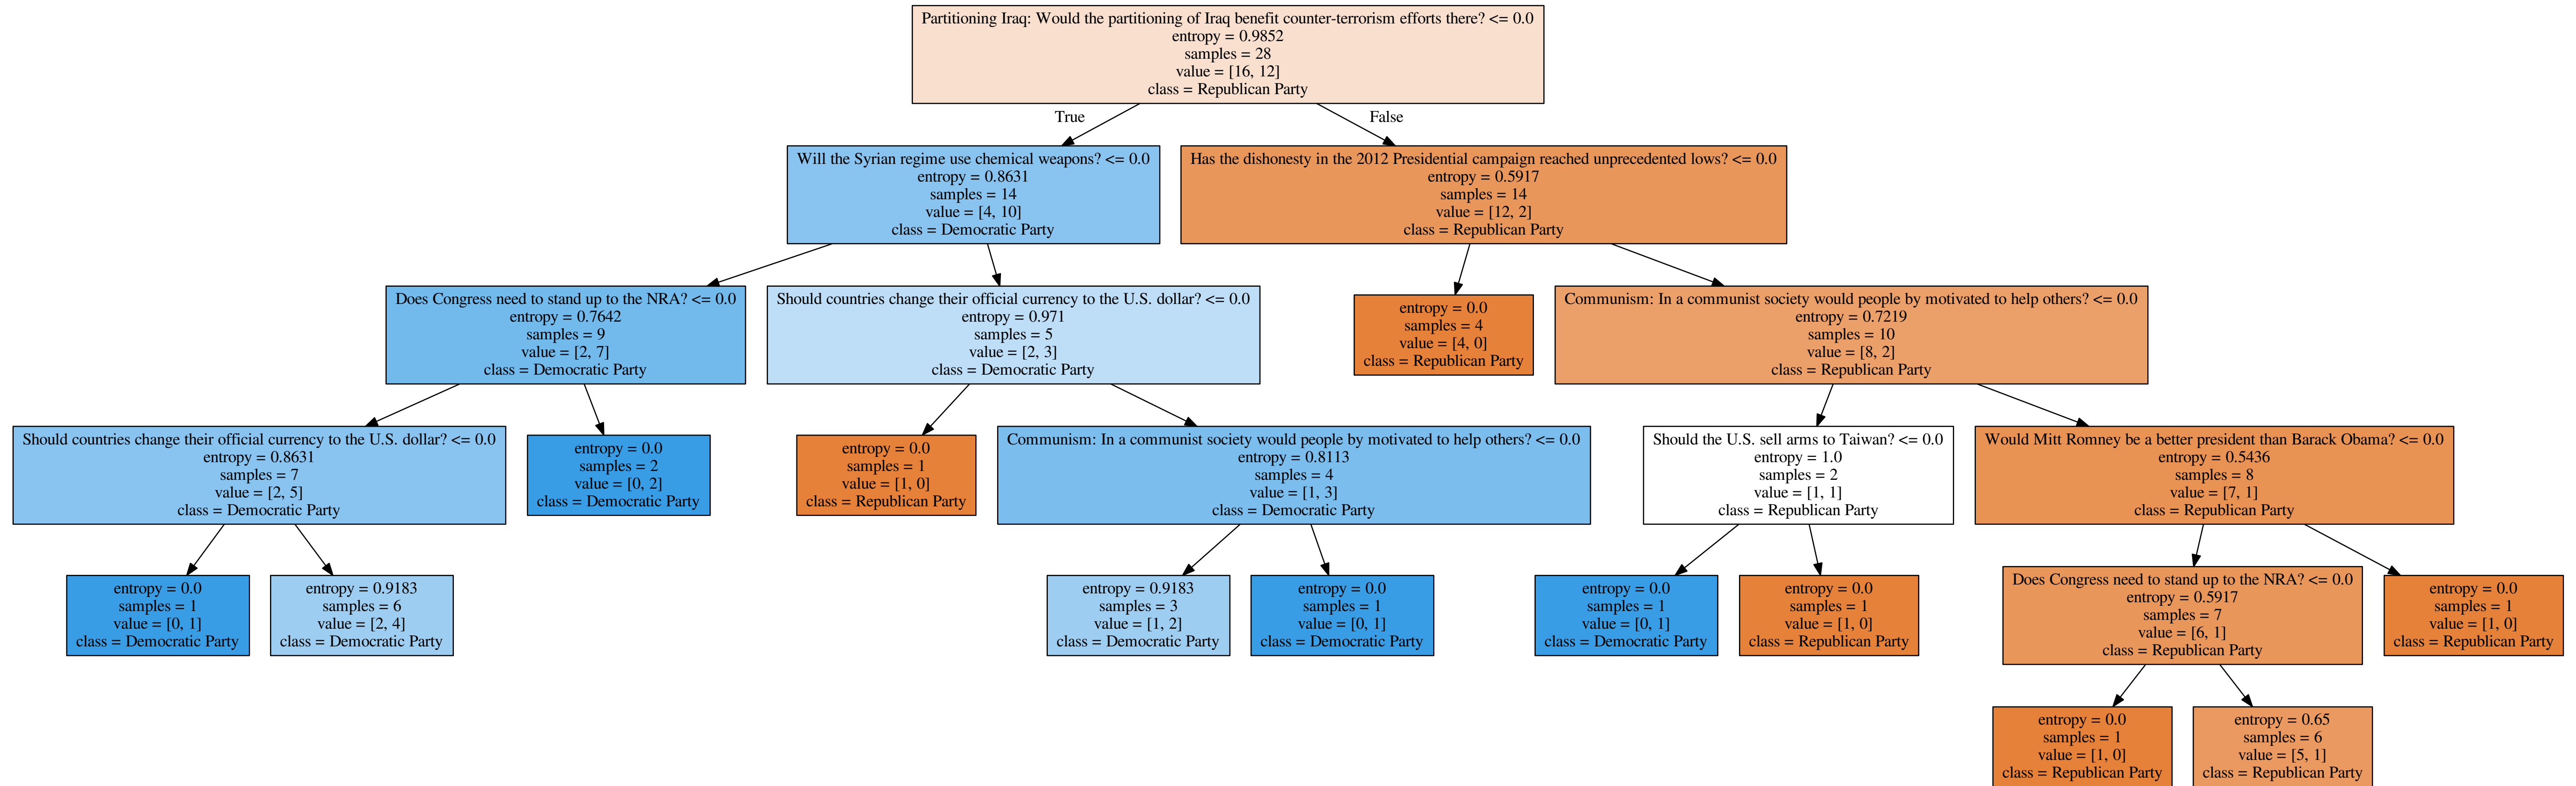 Partitioning Iraq: Would the partitioning of Iraq benefit counter-terrorism efforts there? <= 0.0
entropy = 0.9852
samples = 28
value = [16, 12]
class = Republican Party
True
False
Will the Syrian regime use chemical weapons? <= 0.0
entropy = 0.8631
samples = 14
value = [4, 10]
class = Democratic Party
Has the dishonesty in the 2012 Presidential campaign reached unprecedented lows? <= 0.0
entropy = 0.5917
samples = 14
value = [12, 2]
class = Republican Party
Does Congress need to stand up to the NRA? <= 0.0
entropy = 0.7642
samples = 9
value = [2, 7]
class = Democratic Party
Should countries change their official currency to the U.S. dollar? <= 0.0
entropy = 0.971
samples = 5
value = [2, 3]
class = Democratic Party
entropy = 0.0
samples = 4
value = [4, 0]
class = Republican Party
Communism: In a communist society would people by motivated to help others? <= 0.0
entropy = 0.7219
samples = 10
value = [8, 2]
class = Republican Party
Should countries change their official currency to the U.S. dollar? <= 0.0
entropy = 0.8631
samples = 7
value = [2, 5]
class = Democratic Party
entropy = 0.0
samples = 2
value = [0, 2]
class = Democratic Party
entropy = 0.0
samples = 1
value = [1, 0]
class = Republican Party
Communism: In a communist society would people by motivated to help others? <= 0.0
entropy = 0.8113
samples = 4
value = [1, 3]
class = Democratic Party
Should the U.S. sell arms to Taiwan? <= 0.0
entropy = 1.0
samples = 2
value = [1, 1]
class = Republican Party
Would Mitt Romney be a better president than Barack Obama? <= 0.0
entropy = 0.5436
samples = 8
value = [7, 1]
class = Republican Party
entropy = 0.0
samples = 1
value = [0, 1]
class = Democratic Party
entropy = 0.9183
samples = 6
value = [2, 4]
class = Democratic Party
entropy = 0.9183
samples = 3
value = [1, 2]
class = Democratic Party
entropy = 0.0
samples = 1
value = [0, 1]
class = Democratic Party
entropy = 0.0
samples = 1
value = [0, 1]
class = Democratic Party
entropy = 0.0
samples = 1
value = [1, 0]
class = Republican Party
Does Congress need to stand up to the NRA? <= 0.0
entropy = 0.5917
samples = 7
value = [6, 1]
class = Republican Party
entropy = 0.0
samples = 1
value = [1, 0]
class = Republican Party
entropy = 0.0
samples = 1
value = [1, 0]
class = Republican Party
entropy = 0.65
samples = 6
value = [5, 1]
class = Republican Party